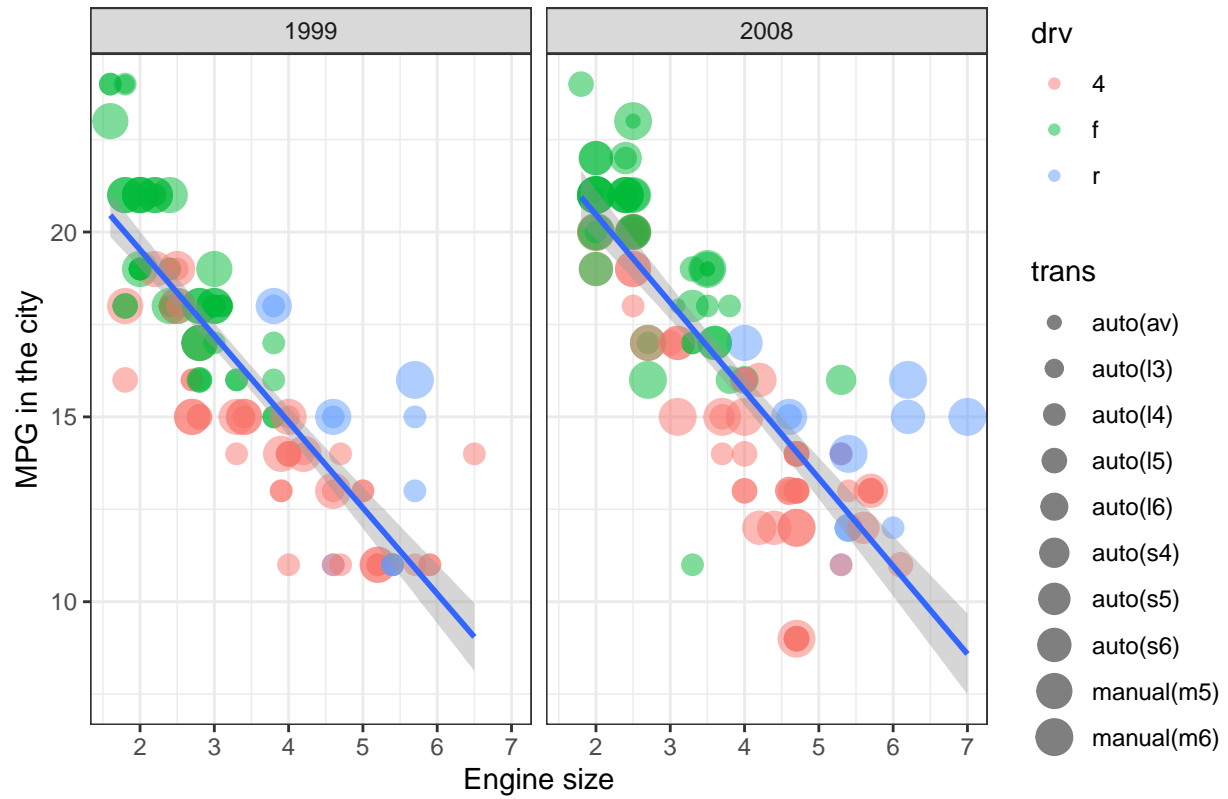 1999
2008
MPG in the city
20
15
10
2 3 4 5 6 7
2 3 4 5 6 7
Engine size
drv
4
f
r
trans
auto(av)
auto(l3)
auto(l4)
auto(l5)
auto(l6)
auto(s4)
auto(s5)
auto(s6)
manual(m5)
manual(m6)